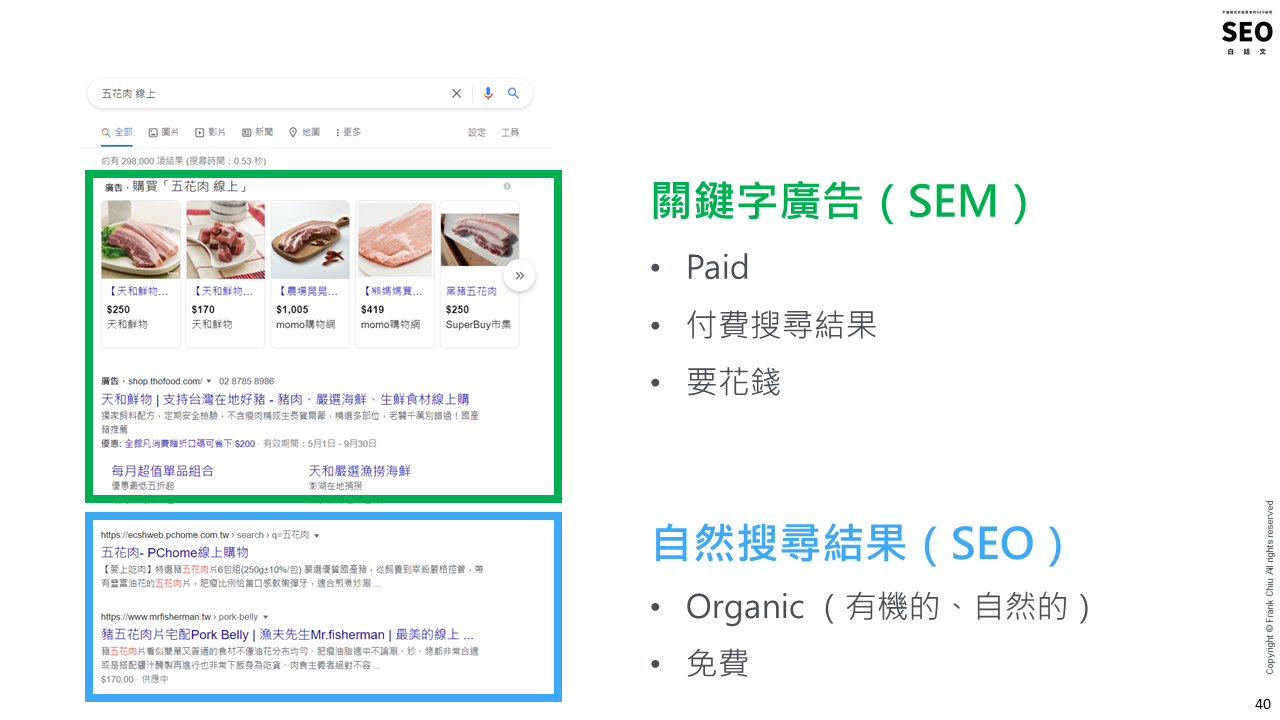 SEO
白話文
五花肉 線上
全部 圖片 影片 新聞 地圖 更多 設定 工具
約有 298,000 項結果 (搜尋時間：0.53 秒)
廣告・購買「五花肉 線上」
【天和鮮物... 【天和鮮物... 【農場晃晃... 【熊媽媽買... 黑豬五花肉
$250 $170 $1,005 $419 $250
天和鮮物 天和鮮物 momo購物網 momo購物網 SuperBuy市集
廣告・shop.thofood.com/ 02 8785 8986
天和鮮物 | 支持台灣在地好豬 - 豬肉、嚴選海鮮、生鮮食材線上購
獨家飼料配方，定期安全檢驗，不含瘦肉精或生長賀爾蒙，精選多部位，老饕千萬別錯過！國產
豬推薦
優惠: 全館凡消費贈折口碼可省下 $200 · 有效期間：5月1日 - 9月30日
每月超值單品組合 天和嚴選漁撈海鮮
優惠最低五折起 澎湖在地捕撈
https://ecshweb.pchome.com.tw › search › q=五花肉
五花肉- PChome線上購物
【愛上吃肉】特選豬五花肉片6包組(250g±10%/包) 嚴選優質國產豬，從飼養到宰殺嚴格控管，帶
有豐富油花的五花肉片，肥瘦比例恰當口感軟嫩彈牙，適合煎煮炒涮 ...
https://www.mrfisherman.tw › pork-belly
豬五花肉片宅配Pork Belly | 漁夫先生Mr.fisherman | 最美的線上 ...
豬五花肉片看似簡單又普通的食材不僅油花分布均勻、肥瘦油脂適中不論涮、炒、烤都非常合適
或是搭配醬汁醃製再進行也非常下飯身為吃貨、肉食主義者絕對不容 ...
$170.00 · 供應中
關鍵字廣告（SEM）
• Paid
• 付費搜尋結果
• 要花錢
自然搜尋結果（SEO）
• Organic （有機的、自然的）
• 免費
Copyright © Frank Chiu All rights reserved
40